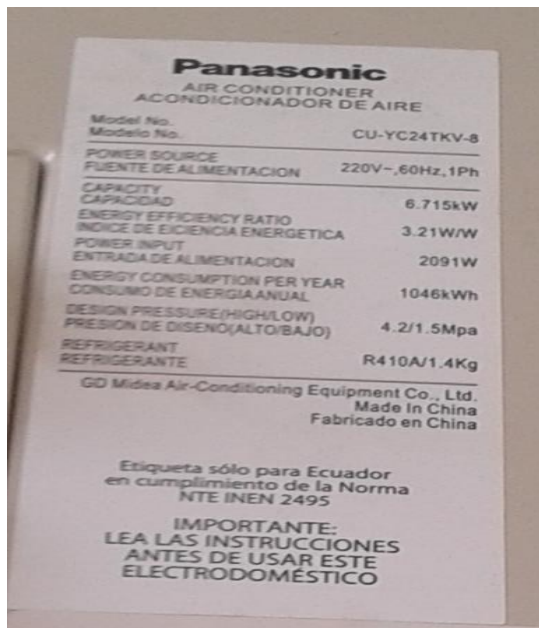 Panasonic
AIR CONDITIONER
ACONDICIONADOR DE AIRE
Model No.
Modelo No. CU-YC24TKV-8
POWER SOURCE
FUENTE DE ALIMENTACION 220V~,60Hz,1Ph
CAPACITY
CAPACIDAD 6.715kW
ENERGY EFFICIENCY RATIO
INDICE DE EICIENCIA ENERGETICA 3.21W/W
POWER INPUT
ENTRADA DE ALIMENTACION 2091W
ENERGY CONSUMPTION PER YEAR
CONSUMO DE ENERGIA ANUAL 1046kWh
DESIGN PRESSURE(HIGH/LOW)
PRESION DE DISENO(ALTO/BAJO) 4.2/1.5Mpa
REFRIGERANT
REFRIGERANTE R410A/1.4Kg
GD Midea Air-Conditioning Equipment Co., Ltd.
Made In China
Fabricado en China
Etiqueta sólo para Ecuador
en cumplimiento de la Norma
NTE INEN 2495
IMPORTANTE:
LEA LAS INSTRUCCIONES
ANTES DE USAR ESTE
ELECTRODOMÉSTICO